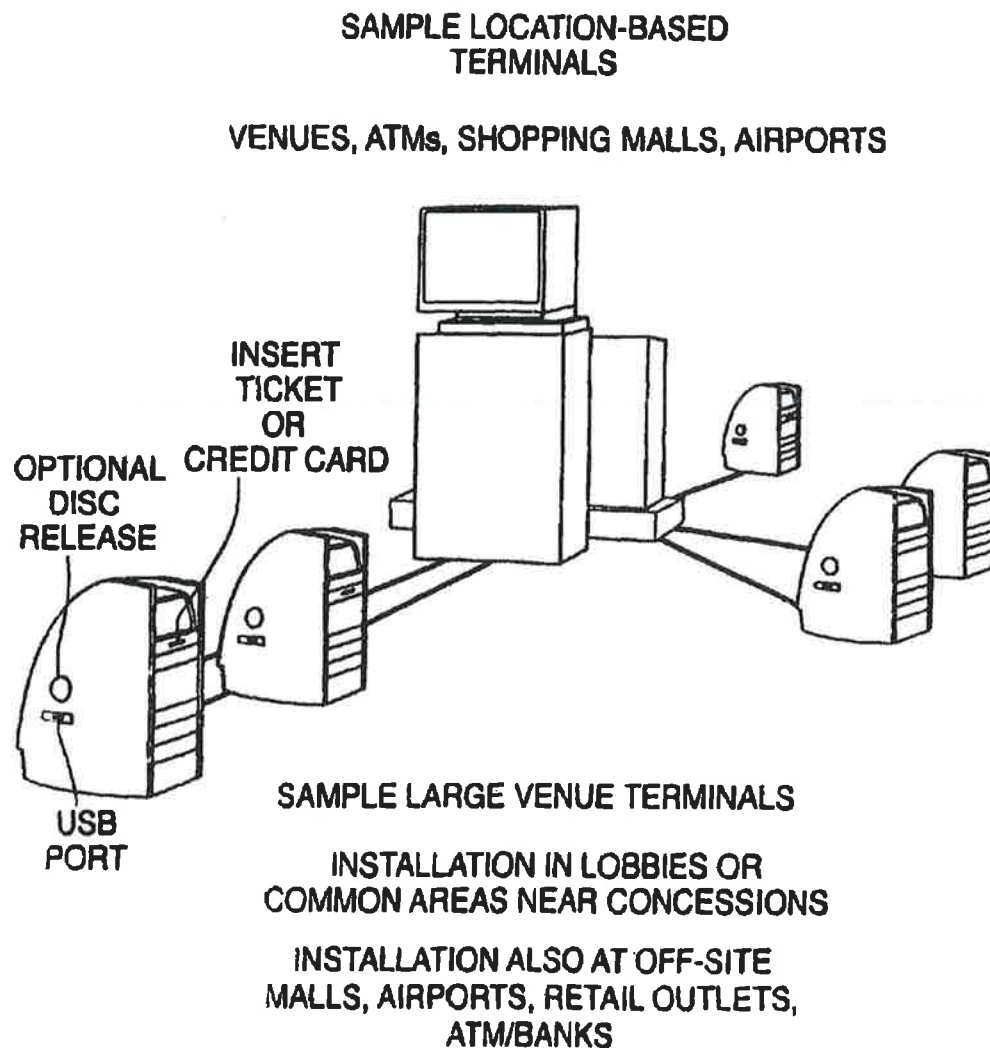 SAMPLE LOCATION-BASED
TERMINALS
VENUES, ATMs, SHOPPING MALLS, AIRPORTS
INSERT
TICKET
OR
CREDIT CARD
OPTIONAL
DISC
RELEASE
USB
PORT
SAMPLE LARGE VENUE TERMINALS
INSTALLATION IN LOBBIES OR
COMMON AREAS NEAR CONCESSIONS
INSTALLATION ALSO AT OFF-SITE
MALLS, AIRPORTS, RETAIL OUTLETS,
ATM/BANKS